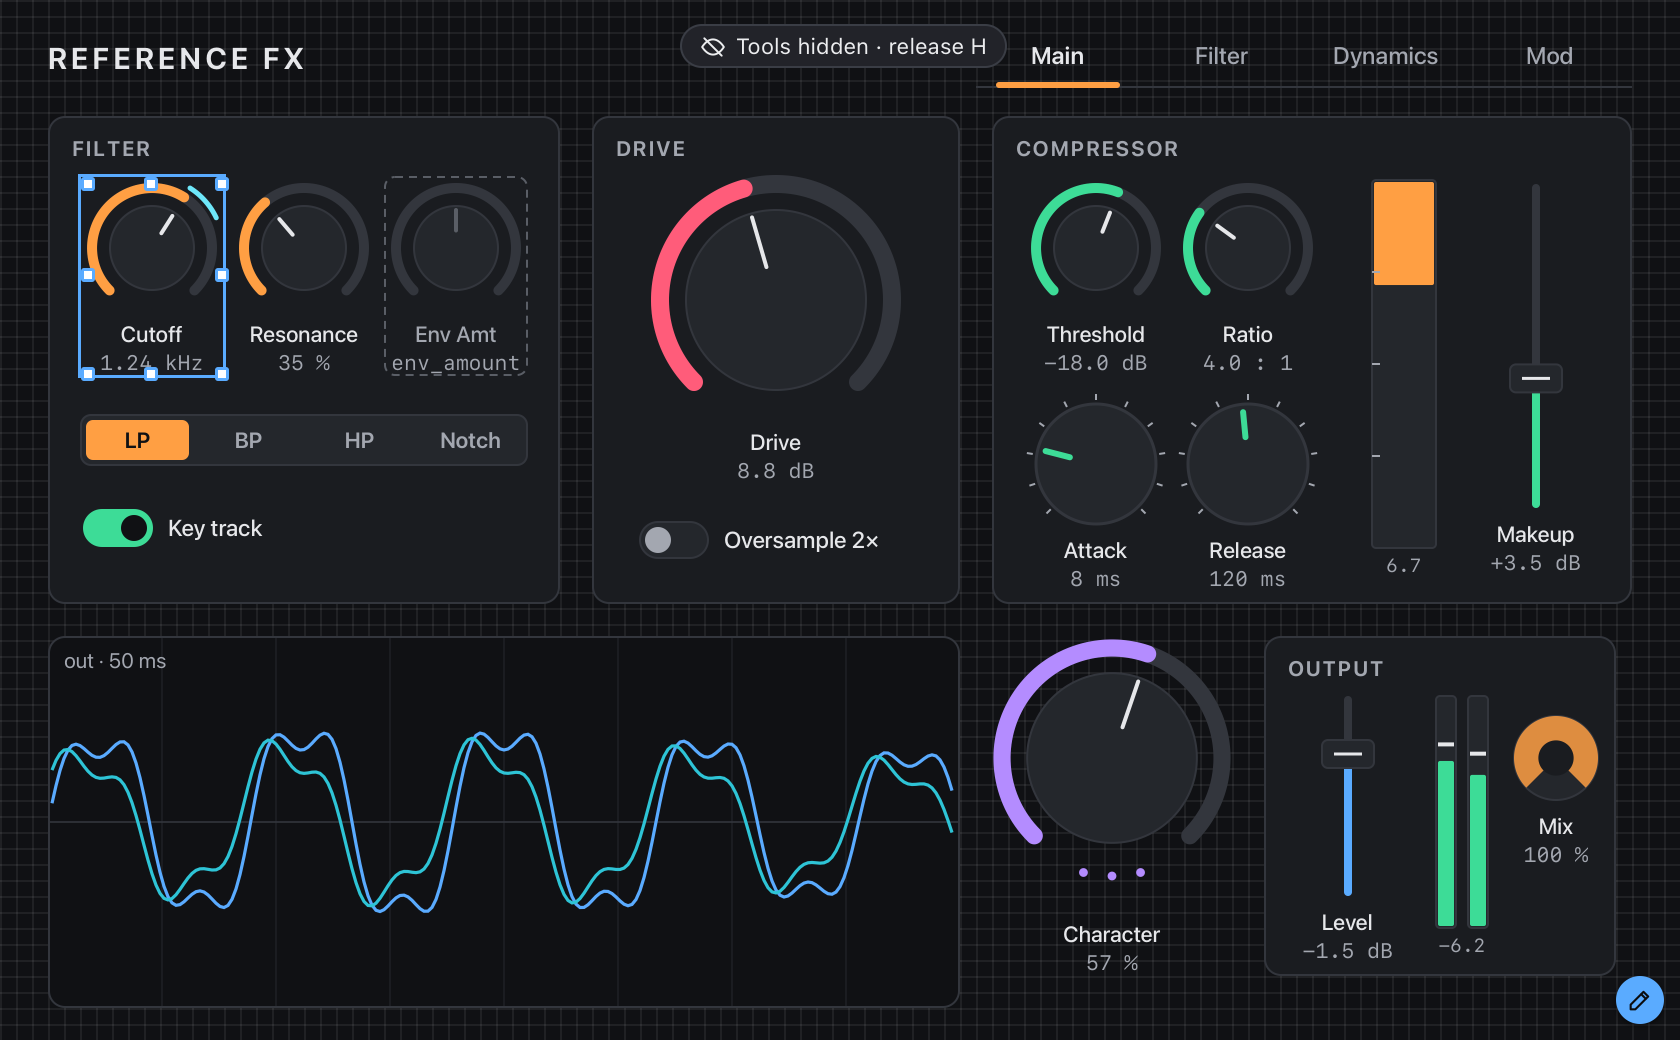 REFERENCE FX
Tools hidden · release H
Main
Filter
Dynamics
Mod
FILTER
Cutoff
1.24 kHz
Resonance
35 %
Env Amt
env_amount
LP
BP
HP
Notch
Key track
DRIVE
Drive
8.8 dB
Oversample 2×
COMPRESSOR
Threshold
−18.0 dB
Ratio
4.0 : 1
Attack
8 ms
Release
120 ms
6.7
Makeup
+3.5 dB
out · 50 ms
Character
57 %
OUTPUT
Level
−1.5 dB
−6.2
Mix
100 %